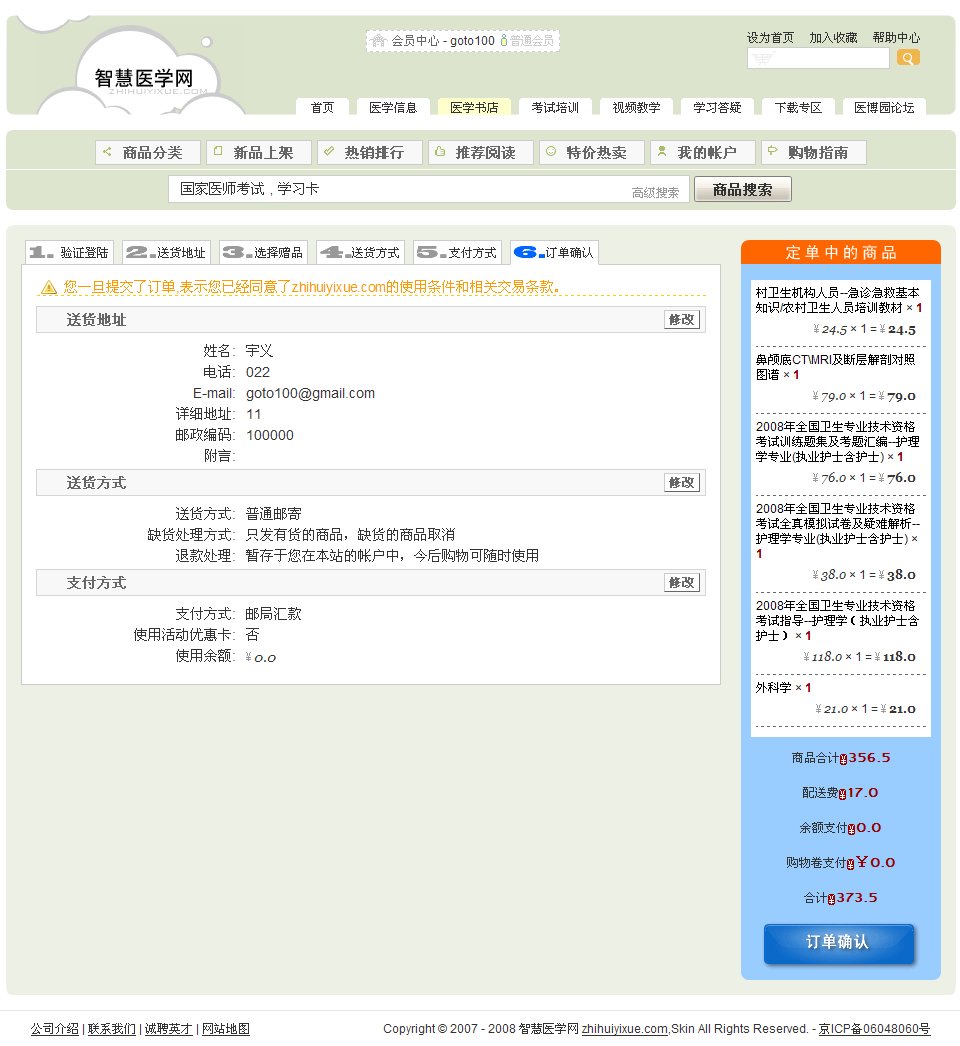 智慧医学网
ZHIHUIYIXUE.COM
会员中心 - goto100 普通会员
设为首页 加入收藏 帮助中心
首页 医学信息 医学书店 考试培训 视频教学 学习答疑 下载专区 医博园论坛
商品分类 新品上架 热销排行 推荐阅读 特价热卖 我的帐户 购物指南
国家医师考试 , 学习卡 高级搜索 商品搜索
1. 验证登陆 2.送货地址 3.选择赠品 4.送货方式 5.支付方式 6.订单确认
您一旦提交了订单,表示您已经同意了zhihuiyixue.com的使用条件和相关交易条款。
送货地址 修改
姓名: 宇义
电话: 022
E-mail: goto100@gmail.com
详细地址: 11
邮政编码: 100000
附言:
送货方式 修改
送货方式: 普通邮寄
缺货处理方式: 只发有货的商品，缺货的商品取消
退款处理: 暂存于您在本站的帐户中，今后购物可随时使用
支付方式 修改
支付方式: 邮局汇款
使用活动优惠卡: 否
使用余额: ¥0.0
定单中的商品
村卫生机构人员--急诊急救基本
知识/农村卫生人员培训教材 × 1
¥24.5 × 1 = ¥24.5
鼻颅底CT\MRI及断层解剖对照
图谱 × 1
¥79.0 × 1 = ¥79.0
2008年全国卫生专业技术资格
考试训练题集及考题汇编--护理
学专业(执业护士含护士) × 1
¥76.0 × 1 = ¥76.0
2008年全国卫生专业技术资格
考试全真模拟试卷及疑难解析--
护理学专业(执业护士含护士) ×
1
¥38.0 × 1 = ¥38.0
2008年全国卫生专业技术资格
考试指导--护理学（执业护士含
护士） × 1
¥118.0 × 1 = ¥118.0
外科学 × 1
¥21.0 × 1 = ¥21.0
商品合计¥356.5
配送费¥17.0
余额支付¥0.0
购物卷支付¥￥0.0
合计¥373.5
订单确认
公司介绍 | 联系我们 | 诚聘英才 | 网站地图
Copyright © 2007 - 2008 智慧医学网 zhihuiyixue.com,Skin All Rights Reserved. - 京ICP备06048060号